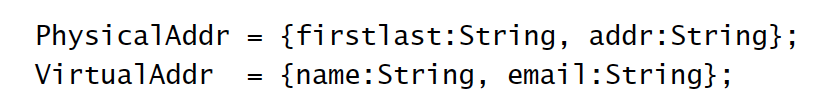 PhysicalAddr = {firstlast:String, addr:String};
VirtualAddr  = {name:String, email:String};